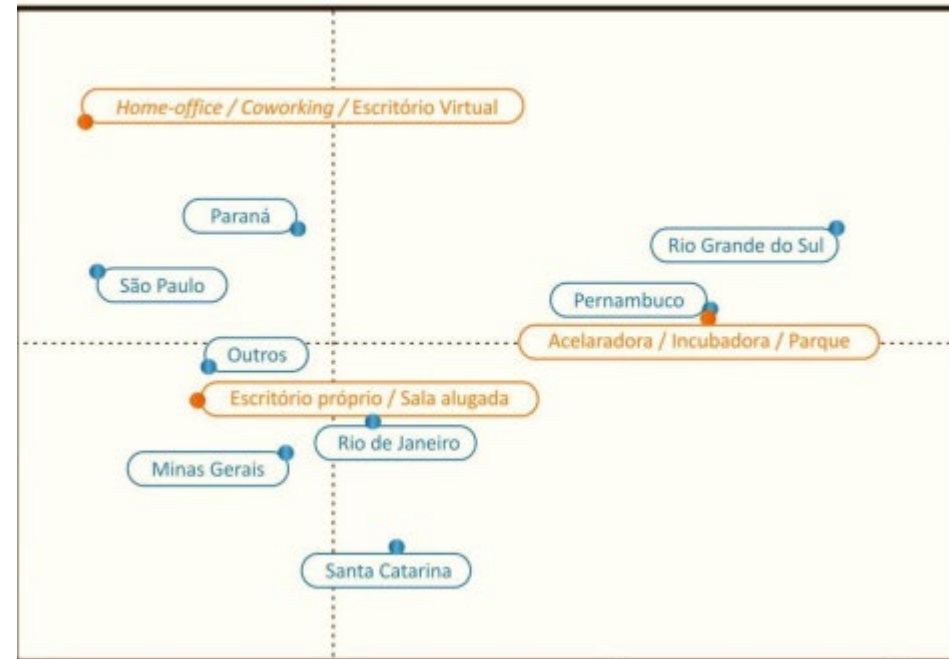 Home-office / Coworking / Escritório Virtual
Paraná
Rio Grande do Sul
São Paulo
Pernambuco
Acelaradora / Incubadora / Parque
Outros
Escritório próprio / Sala alugada
Rio de Janeiro
Minas Gerais
Santa Catarina